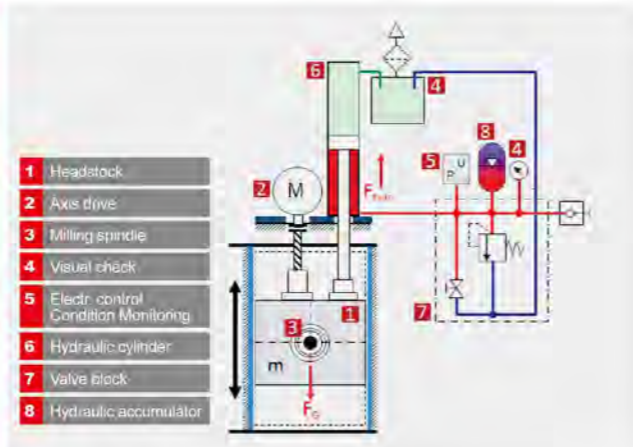 1 Headstock
2 Axis drive
3 Milling spindle
4 Visual check
5 Electr. control
Condition Monitoring
6 Hydraulic cylinder
7 Valve block
8 Hydraulic accumulator
6
4
8
4
5
U
P
2
M
7
1
3
m
F_G